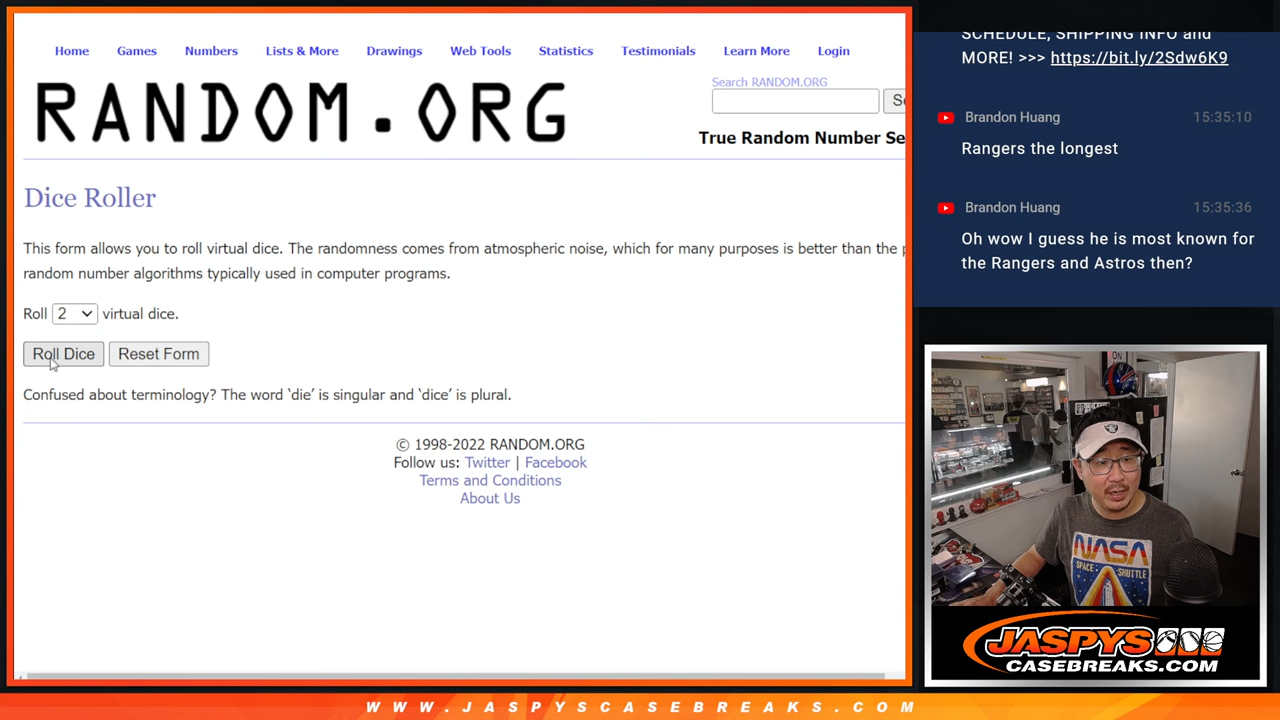 Home Games Numbers Lists & More Drawings Web Tools Statistics Testimonials Learn More Login
RANDOM.ORG
Search RANDOM.ORG
True Random Number Se
Dice Roller
This form allows you to roll virtual dice. The randomness comes from atmospheric noise, which for many purposes is better than the p
random number algorithms typically used in computer programs.
Roll 2 virtual dice.
Roll Dice Reset Form
Confused about terminology? The word ‘die’ is singular and ‘dice’ is plural.
© 1998-2022 RANDOM.ORG
Follow us: Twitter | Facebook
Terms and Conditions
About Us
SCHEDULE, SHIPPING INFO and
MORE! >>> https://bit.ly/2Sdw6K9
Brandon Huang 15:35:10
Rangers the longest
Brandon Huang 15:35:36
Oh wow I guess he is most known for
the Rangers and Astros then?
ON
NASA
SPACE SHUTTLE
JASPYS
CASEBREAKS.COM
WWW.JASPYSCASEBREAKS.COM